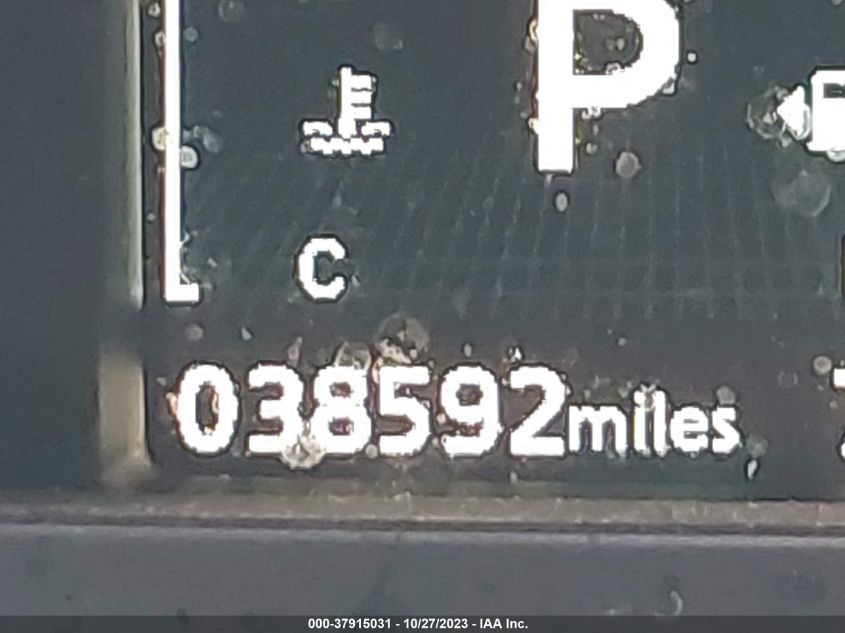 P
C
038592miles
000-37915031 - 10/27/2023 - IAA Inc.